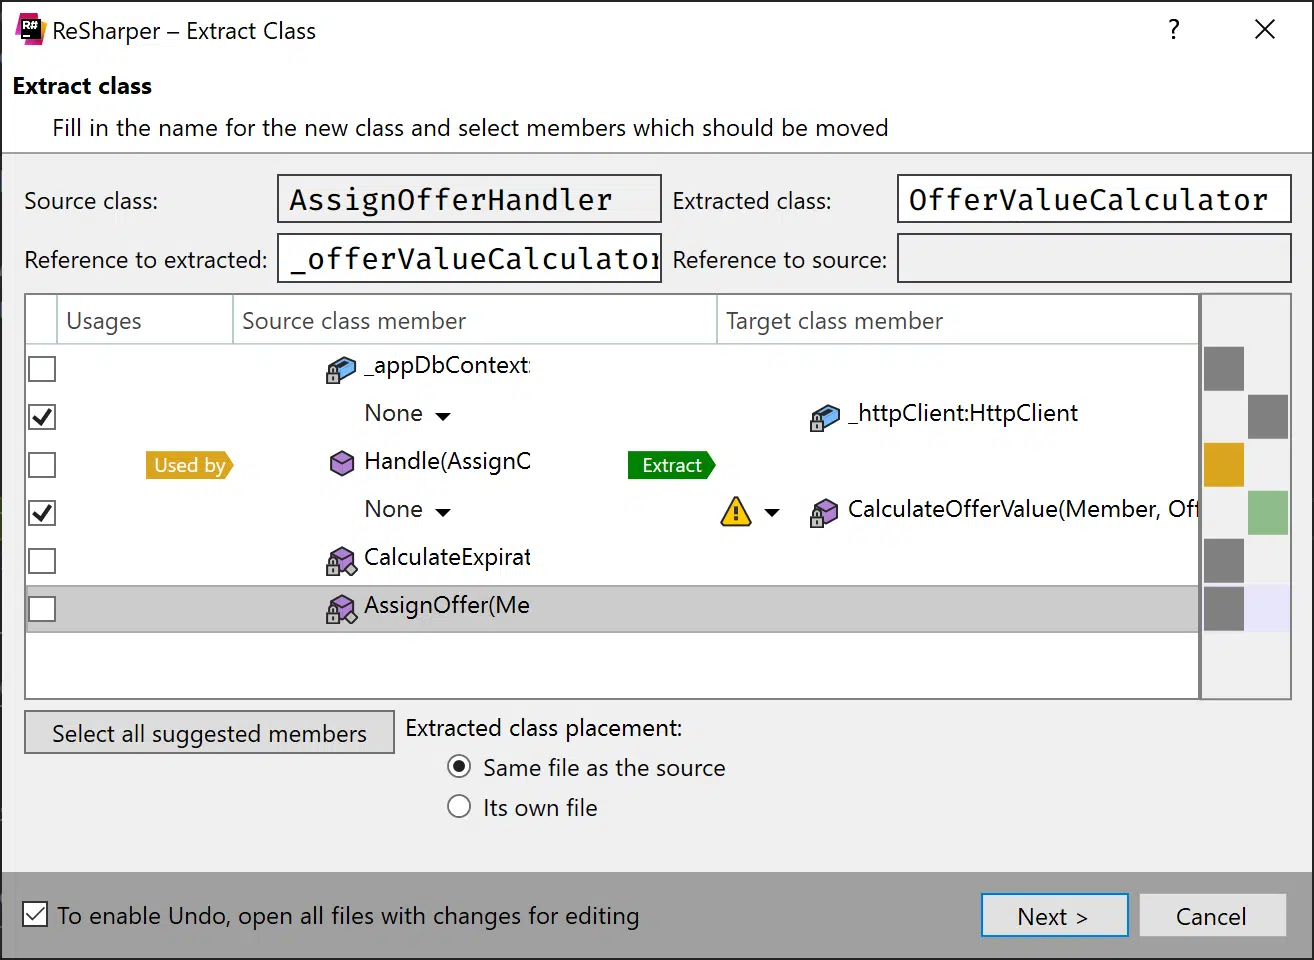 R#
ReSharper – Extract Class
?
Extract class
Fill in the name for the new class and select members which should be moved
Source class: AssignOfferHandler Extracted class: OfferValueCalculator
Reference to extracted: _offerValueCalculator Reference to source:
Usages Source class member Target class member
_appDbContext:
None _httpClient:HttpClient
Used by Handle(AssignO Extract
None CalculateOfferValue(Member, Off
CalculateExpirat
AssignOffer(Me
Select all suggested members Extracted class placement:
Same file as the source
Its own file
To enable Undo, open all files with changes for editing Next > Cancel